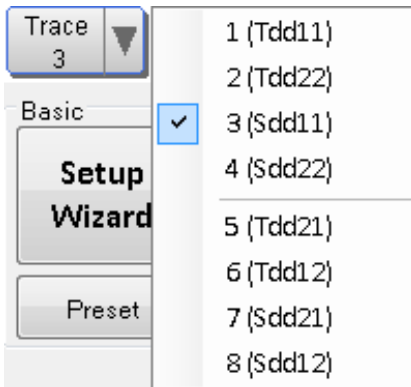 Trace
3
Basic
Setup
Wizard
Preset
1 (Tdd11)
2 (Tdd22)
3 (Sdd11)
4 (Sdd22)
5 (Tdd21)
6 (Tdd12)
7 (Sdd21)
8 (Sdd12)